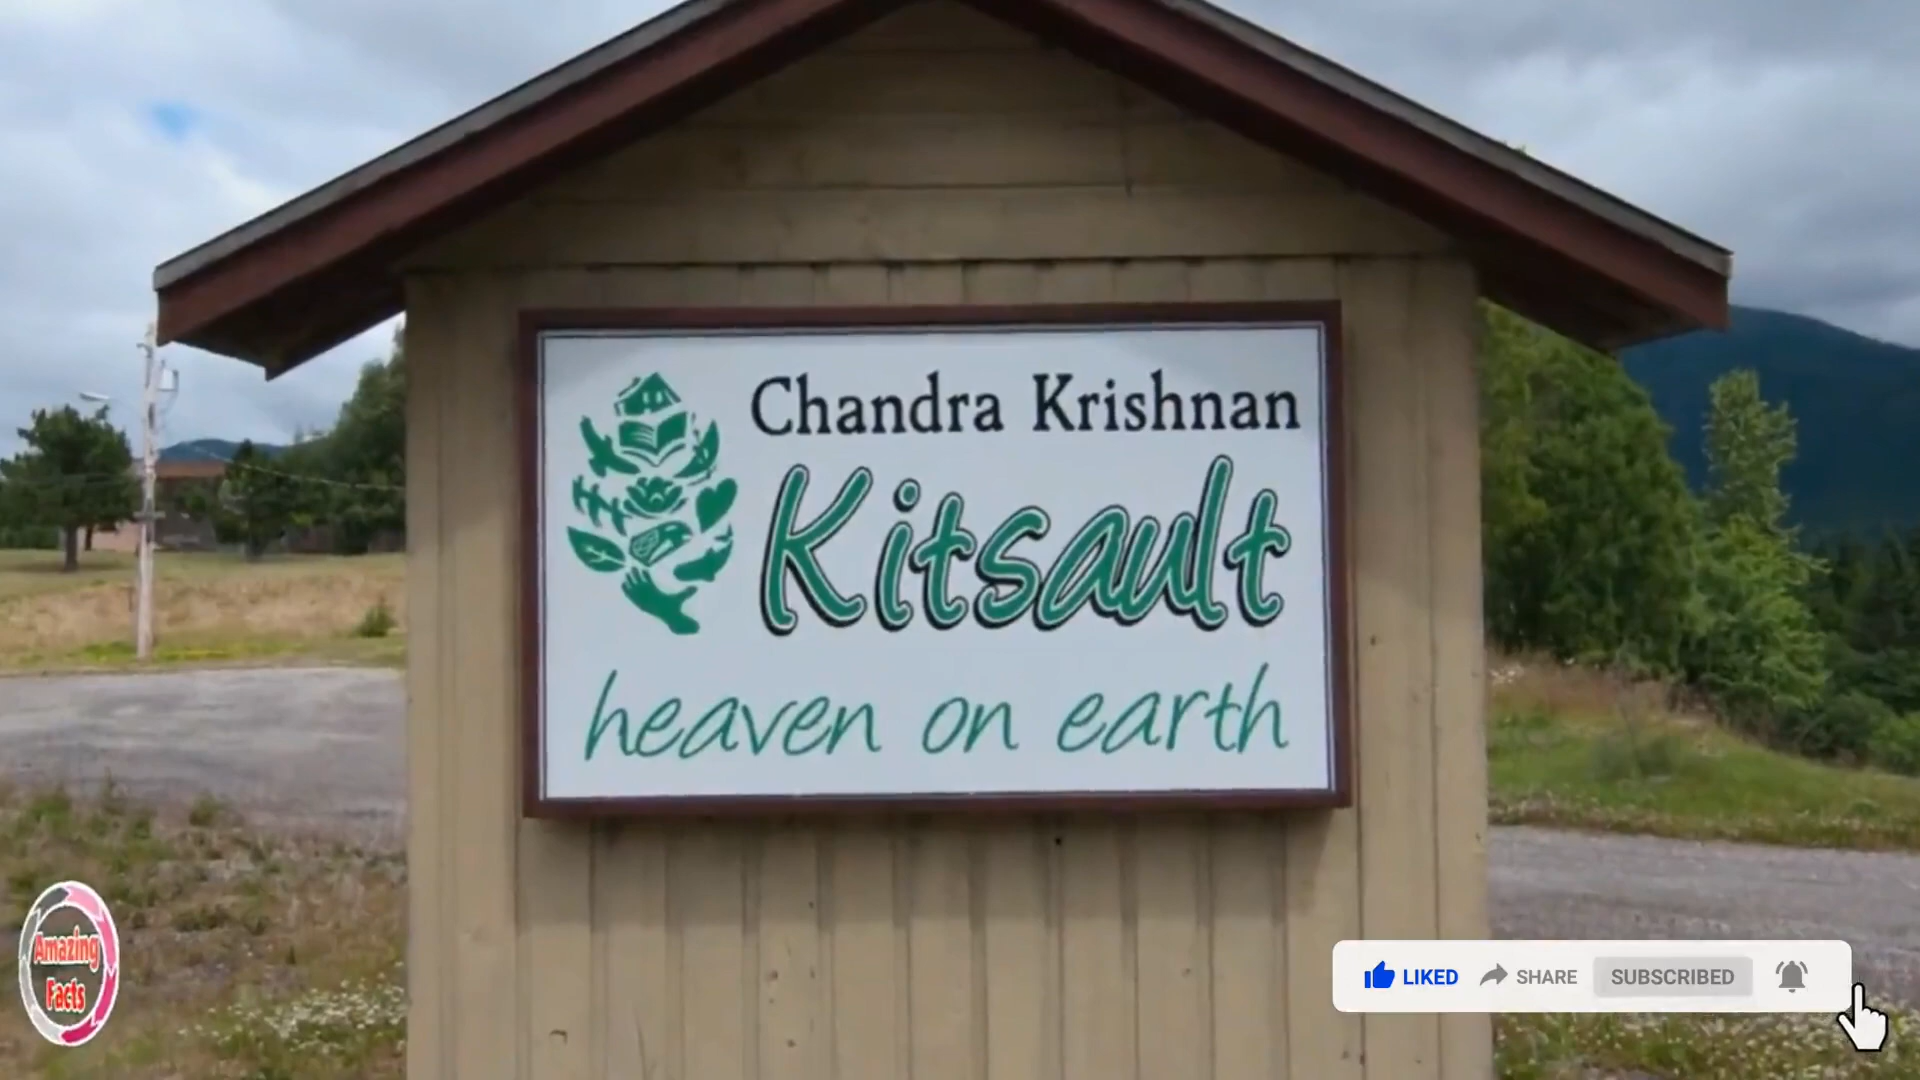 Chandra Krishnan
Kitsault
heaven on earth
Amazing
Facts
LIKED SHARE SUBSCRIBED